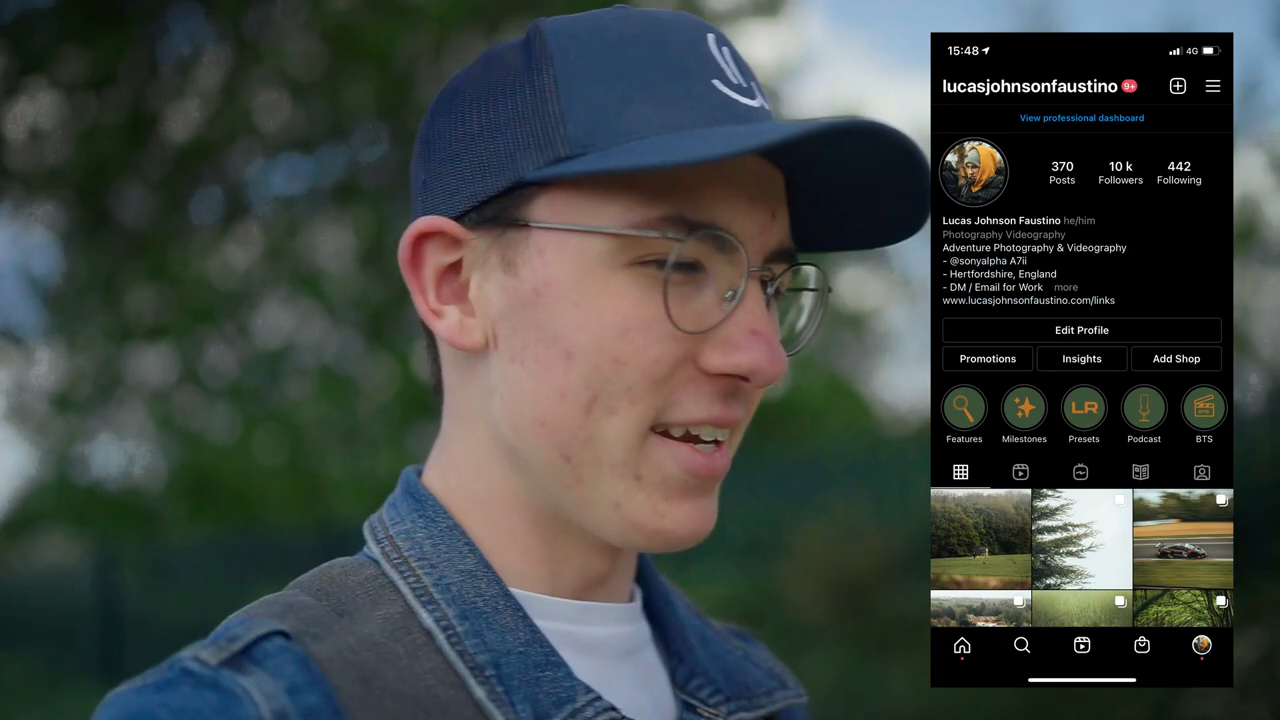 15:48
4G
lucasjohnsonfaustino 9+
View professional dashboard
370 10 k 442
Posts Followers Following
Lucas Johnson Faustino he/him
Photography Videography
Adventure Photography & Videography
- @sonyalpha A7ii
- Hertfordshire, England
- DM / Email for Work more
www.lucasjohnsonfaustino.com/links
Edit Profile
Promotions Insights Add Shop
LR
BTS
Features Milestones Presets Podcast BTS